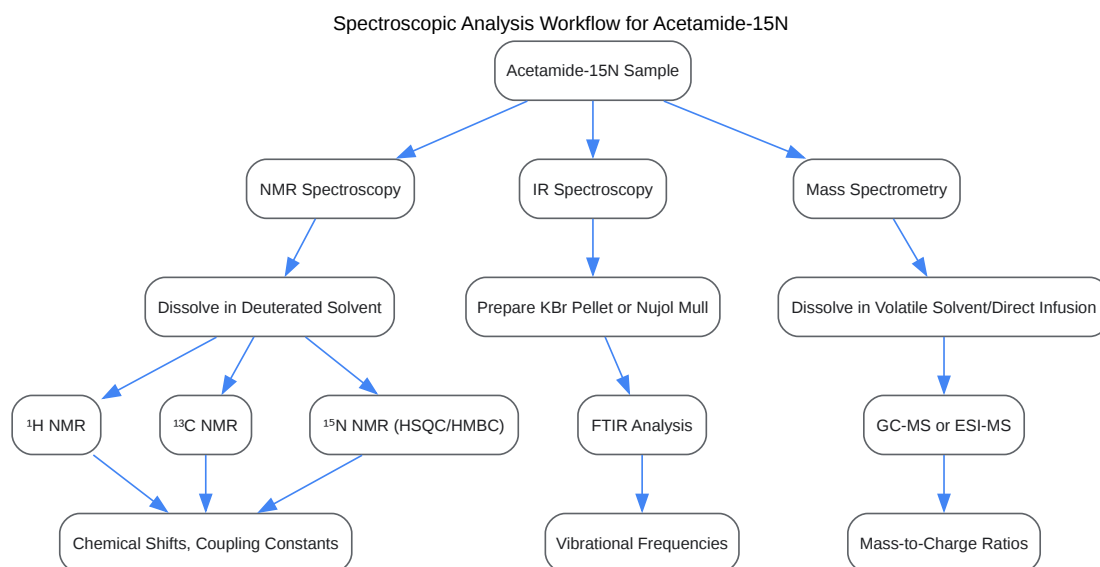 Spectroscopic Analysis Workflow for Acetamide-15N
Acetamide-15N Sample
NMR Spectroscopy
IR Spectroscopy
Mass Spectrometry
Dissolve in Deuterated Solvent
Prepare KBr Pellet or Nujol Mull
Dissolve in Volatile Solvent/Direct Infusion
¹H NMR
¹³C NMR
¹⁵N NMR (HSQC/HMBC)
FTIR Analysis
GC-MS or ESI-MS
Chemical Shifts, Coupling Constants
Vibrational Frequencies
Mass-to-Charge Ratios